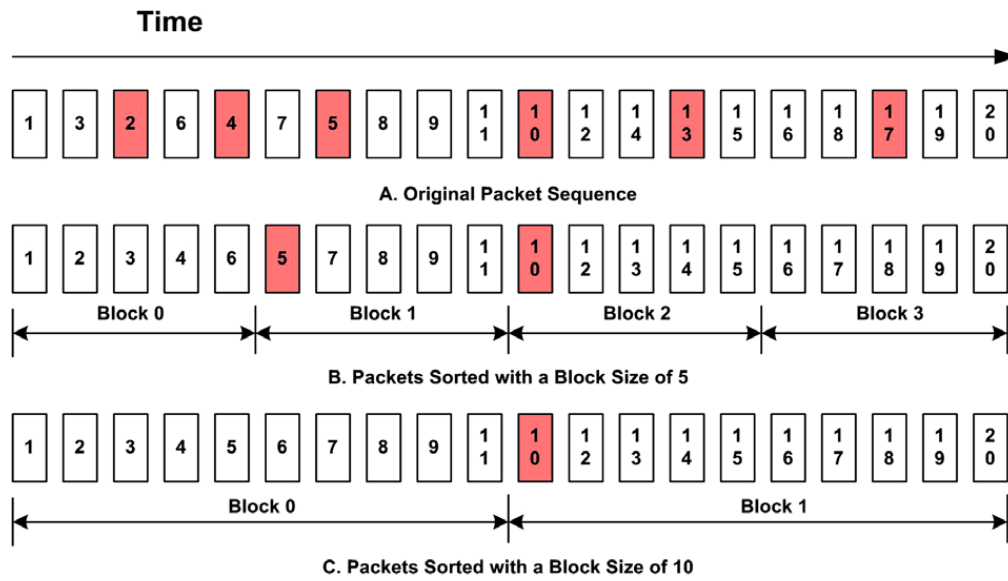 Time
1 3 2 6 4 7 5 8 9 11 10 12 14 13 15 16 18 17 19 20
A. Original Packet Sequence
1 2 3 4 6 5 7 8 9 11 10 12 13 14 15 16 17 18 19 20
Block 0 Block 1 Block 2 Block 3
B. Packets Sorted with a Block Size of 5
1 2 3 4 5 6 7 8 9 11 10 12 13 14 15 16 17 18 19 20
Block 0 Block 1
C. Packets Sorted with a Block Size of 10